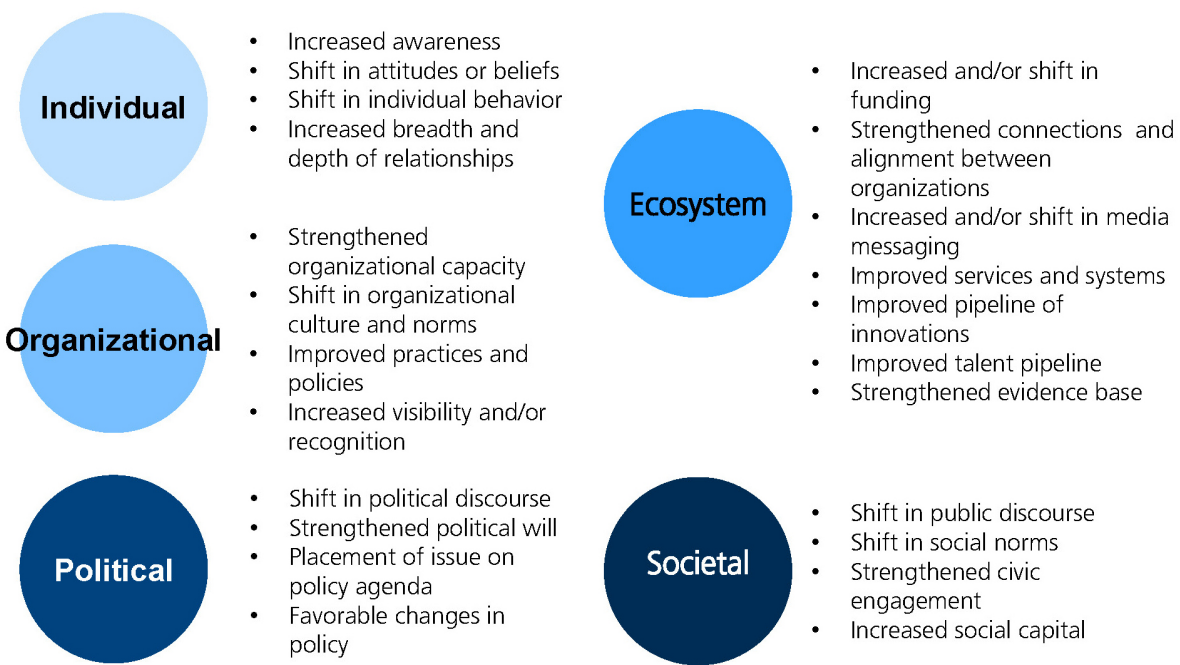 Individual
• Increased awareness
• Shift in attitudes or beliefs
• Shift in individual behavior
• Increased breadth and
depth of relationships
Organizational
• Strengthened
organizational capacity
• Shift in organizational
culture and norms
• Improved practices and
policies
• Increased visibility and/or
recognition
Political
• Shift in political discourse
• Strengthened political will
• Placement of issue on
policy agenda
• Favorable changes in
policy
Ecosystem
• Increased and/or shift in
funding
• Strengthened connections and
alignment between
organizations
• Increased and/or shift in media
messaging
• Improved services and systems
• Improved pipeline of
innovations
• Improved talent pipeline
• Strengthened evidence base
Societal
• Shift in public discourse
• Shift in social norms
• Strengthened civic
engagement
• Increased social capital